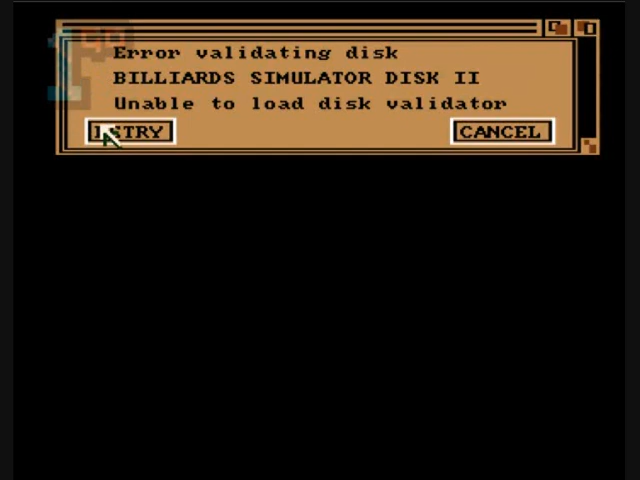 Error validating disk
BILLIARDS SIMULATOR DISK II
Unable to load disk validator
CANCEL